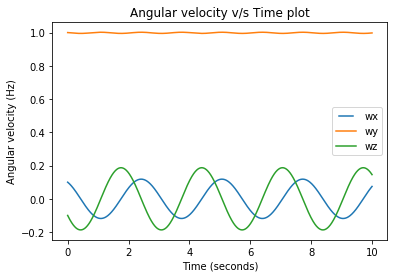 Angular velocity v/s Time plot
Angular velocity (Hz)
1.0
0.8
0.6
0.4
0.2
0.0
−0.2
wx
wy
wz
0
2
4
6
8
10
Time (seconds)